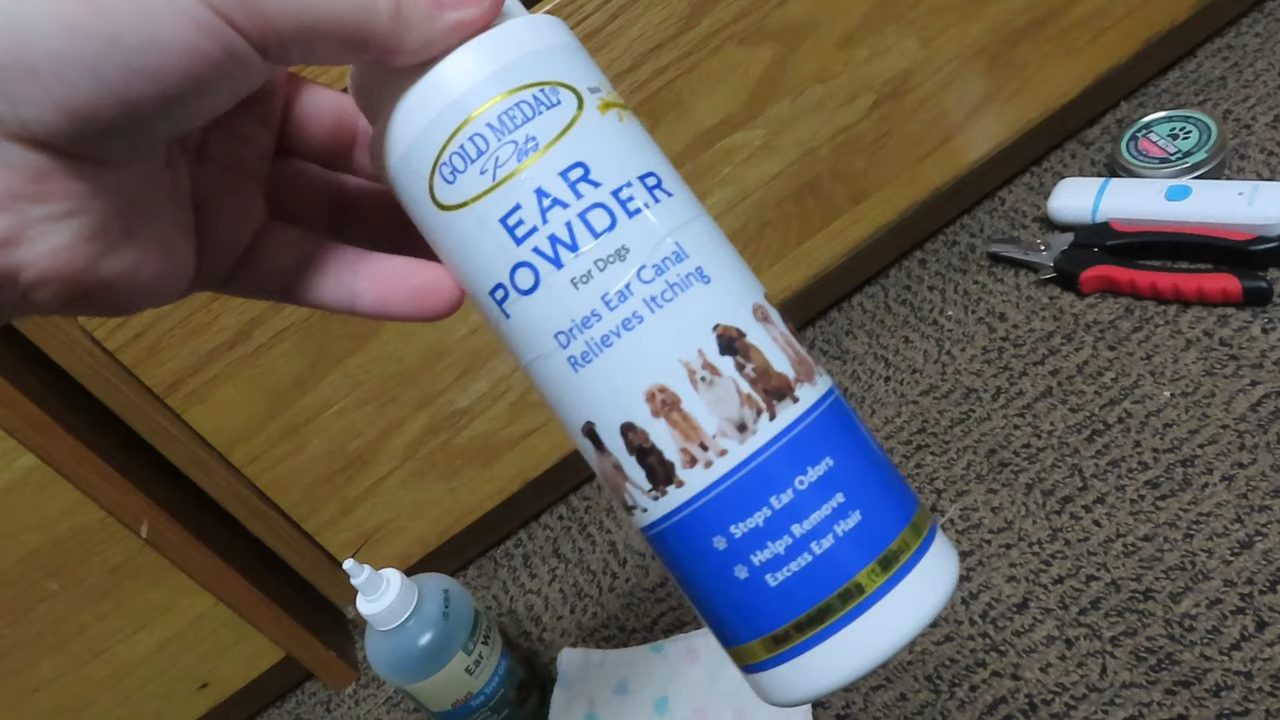 GOLD MEDAL®
Pets
EAR
POWDER
For Dogs
Dries Ear Canal
Relieves Itching
Stops Ear Odors
Helps Remove
Excess Ear Hair
Ear